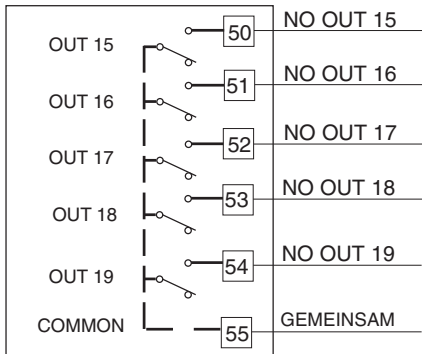 NO OUT 15
50
OUT 15
NO OUT 16
51
OUT 16
NO OUT 17
52
OUT 17
NO OUT 18
53
OUT 18
NO OUT 19
54
OUT 19
GEMEINSAM
COMMON
55